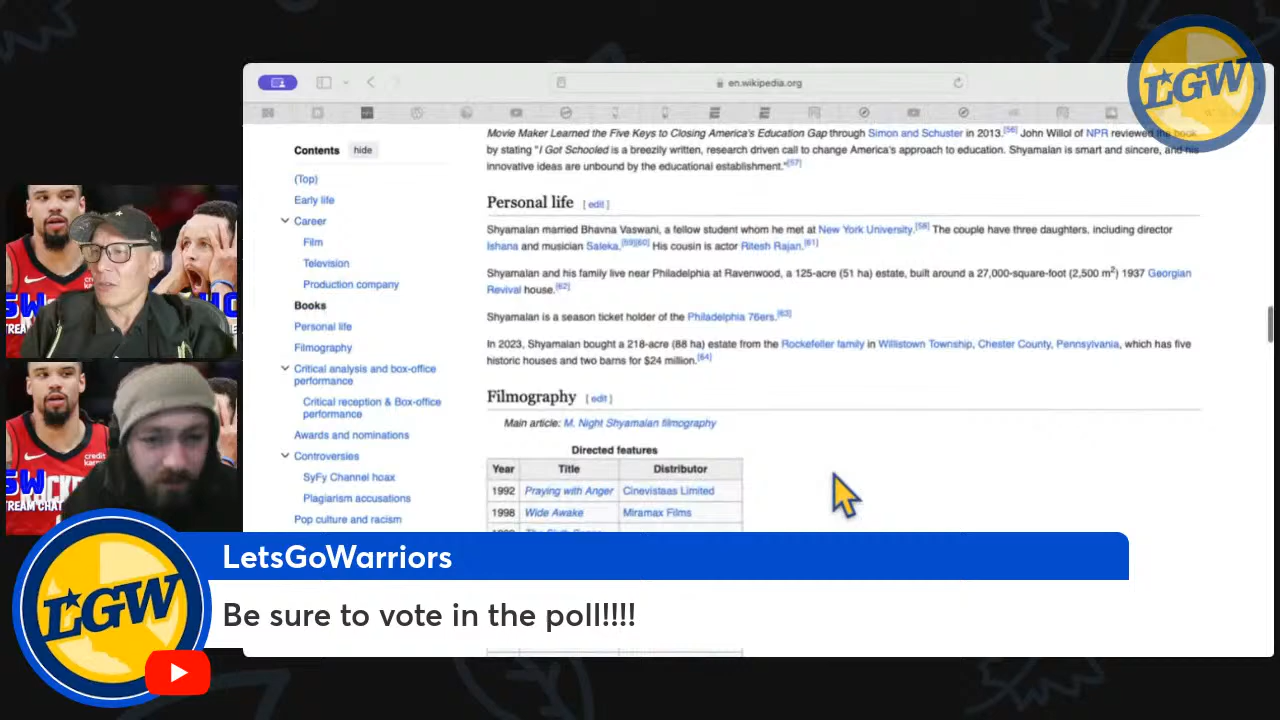 LGW
en.wikipedia.org
Movie Maker Learned the Five Keys to Closing America's Education Gap through Simon and Schuster in 2013.[56] John Willol of NPR reviewed the book
by stating "I Got Schooled is a breezily written, research driven call to change America's approach to education. Shyamalan is smart and sincere, and his
innovative ideas are unbound by the educational establishment."[57]
Contents hide
(Top)
Early life
Career
Film
Television
Production company
Books
Personal life
Filmography
Critical analysis and box-office
performance
Critical reception & Box-office
performance
Awards and nominations
Controversies
SyFy Channel hoax
Plagiarism accusations
Pop culture and racism
Personal life [ edit ]
Shyamalan married Bhavna Vaswani, a fellow student whom he met at New York University.[58] The couple have three daughters, including director
Ishana and musician Saleka.[59][60] His cousin is actor Ritesh Rajan.[61]
Shyamalan and his family live near Philadelphia at Ravenwood, a 125-acre (51 ha) estate, built around a 27,000-square-foot (2,500 m2) 1937 Georgian
Revival house.[62]
Shyamalan is a season ticket holder of the Philadelphia 76ers.[63]
In 2023, Shyamalan bought a 218-acre (88 ha) estate from the Rockefeller family in Willistown Township, Chester County, Pennsylvania, which has five
historic houses and two barns for $24 million.[64]
Filmography [ edit ]
Main article: M. Night Shyamalan filmography
Directed features
Year Title Distributor
1992 Praying with Anger Cinevistaas Limited
1998 Wide Awake Miramax Films
LGW
LetsGoWarriors
Be sure to vote in the poll!!!!